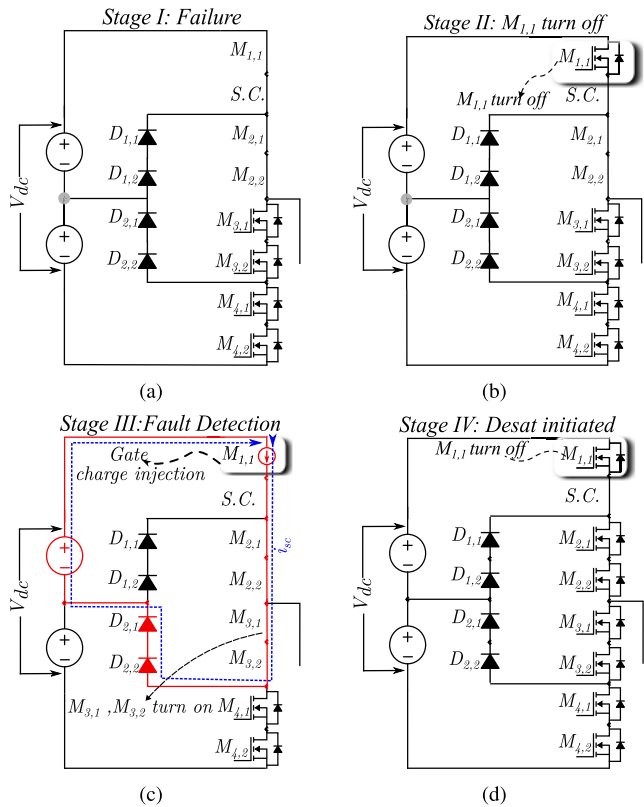 Stage I: Failure
M1,1
S.C.
D1,1
M2,1
D1,2
M2,2
Vdc
D2,1
M3,1
D2,2
M3,2
M4,1
M4,2
(a)
Stage II: M1,1 turn off
M1,1
M1,1 turn off
S.C.
D1,1
M2,1
D1,2
M2,2
Vdc
D2,1
M3,1
D2,2
M3,2
M4,1
M4,2
(b)
Stage III:Fault Detection
Gate
charge injection
M1,1
S.C.
isc
D1,1
M2,1
D1,2
M2,2
Vdc
D2,1
M3,1
D2,2
M3,2
M3,1 ,M3,2 turn on
M4,1
M4,2
(c)
Stage IV: Desat initiated
M1,1 turn off
M1,1
S.C.
D1,1
M2,1
D1,2
M2,2
Vdc
D2,1
M3,1
D2,2
M3,2
M4,1
M4,2
(d)